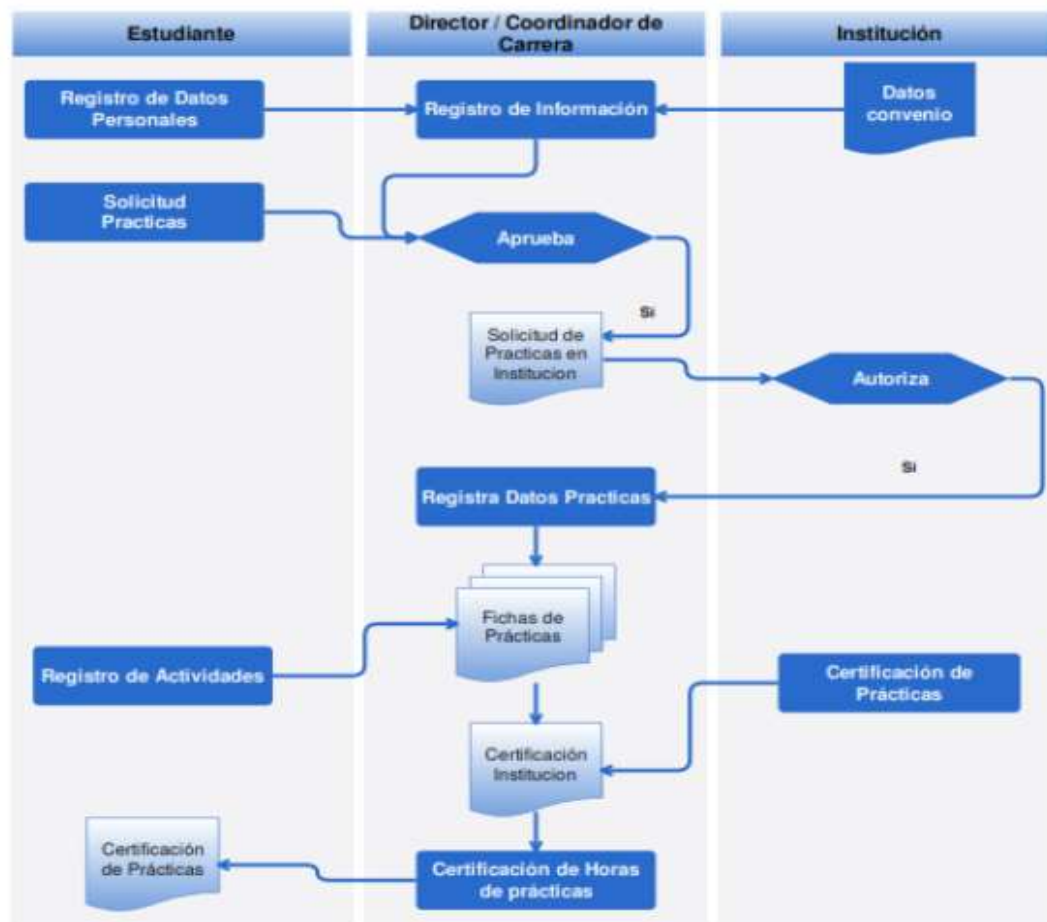 Estudiante
Director / Coordinador de
Carrera
Institución
Registro de Datos
Personales
Registro de Información
Datos
convenio
Solicitud
Practicas
Aprueba
Si
Solicitud de
Practicas en
Institucion
Autoriza
Si
Registra Datos Practicas
Fichas de
Prácticas
Registro de Actividades
Certificación de
Prácticas
Certificación
Institucion
Certificación
de Prácticas
Certificación de Horas
de prácticas